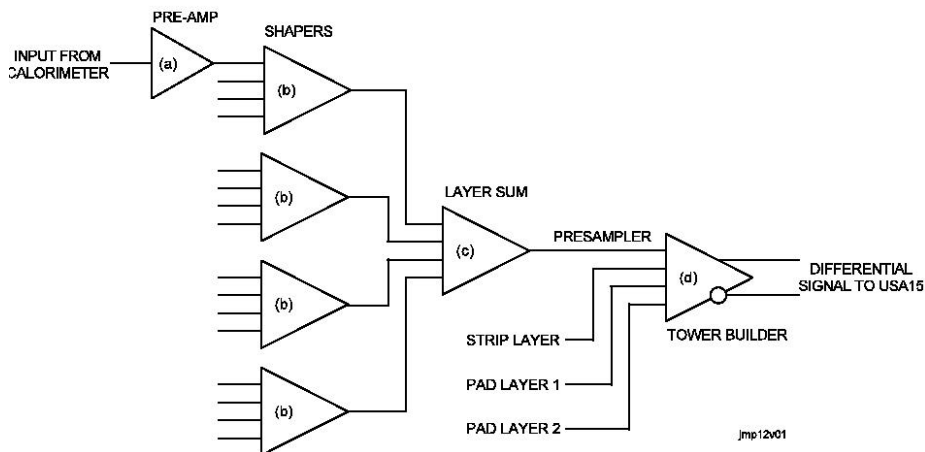 PRE-AMP
SHAPERS
INPUT FROM
CALORIMETER
(a)
(b)
(b)
LAYER SUM
(c)
PRESAMPLER
(d)
DIFFERENTIAL
SIGNAL TO USA15
(b)
STRIP LAYER
TOWER BUILDER
PAD LAYER 1
(b)
PAD LAYER 2
jmp12v01